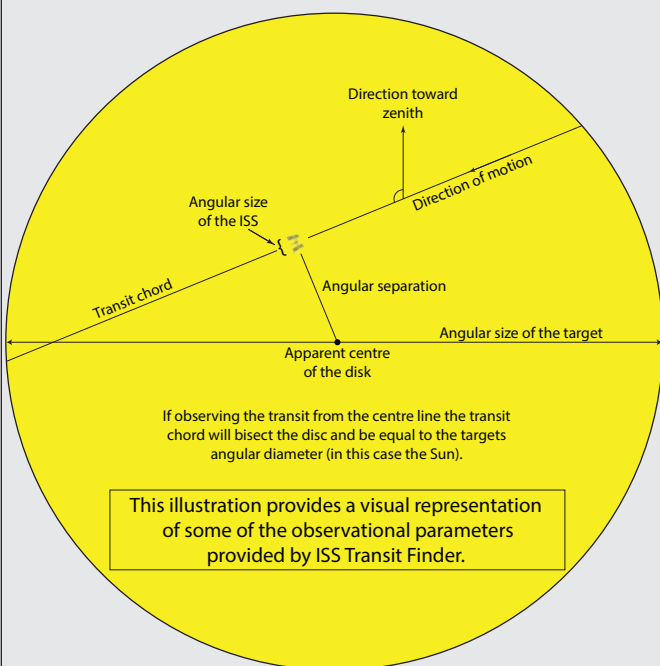 Direction toward
zenith
Direction of motion
Angular size
of the ISS
{
Transit chord
Angular separation
Angular size of the target
Apparent centre
of the disk
If observing the transit from the centre line the transit
chord will bisect the disc and be equal to the targets
angular diameter (in this case the Sun).
This illustration provides a visual representation
of some of the observational parameters
provided by ISS Transit Finder.